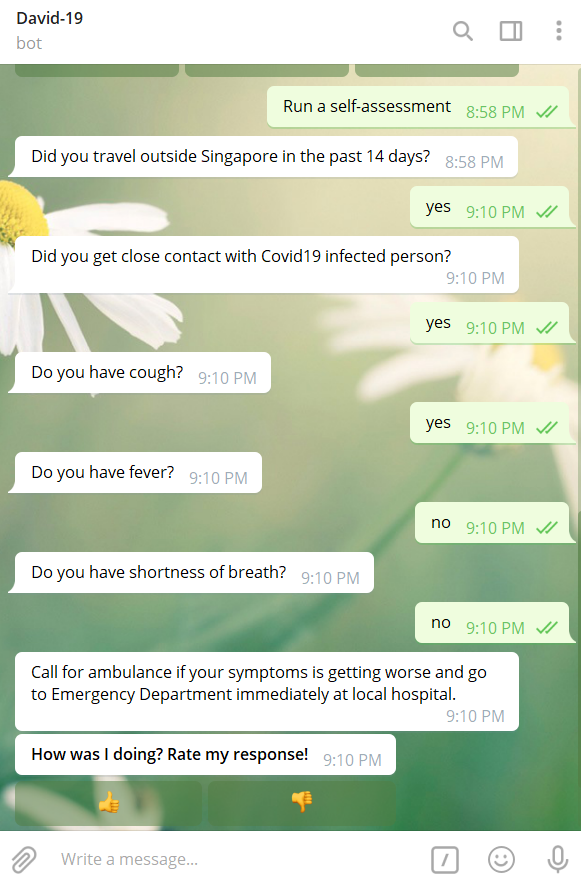 David-19
bot
Run a self-assessment 8:58 PM
Did you travel outside Singapore in the past 14 days? 8:58 PM
yes 9:10 PM
Did you get close contact with Covid19 infected person?
9:10 PM
yes 9:10 PM
Do you have cough? 9:10 PM
yes 9:10 PM
Do you have fever? 9:10 PM
no 9:10 PM
Do you have shortness of breath? 9:10 PM
no 9:10 PM
Call for ambulance if your symptoms is getting worse and go
to Emergency Department immediately at local hospital.
9:10 PM
How was I doing? Rate my response! 9:10 PM
👍 👎
Write a message...